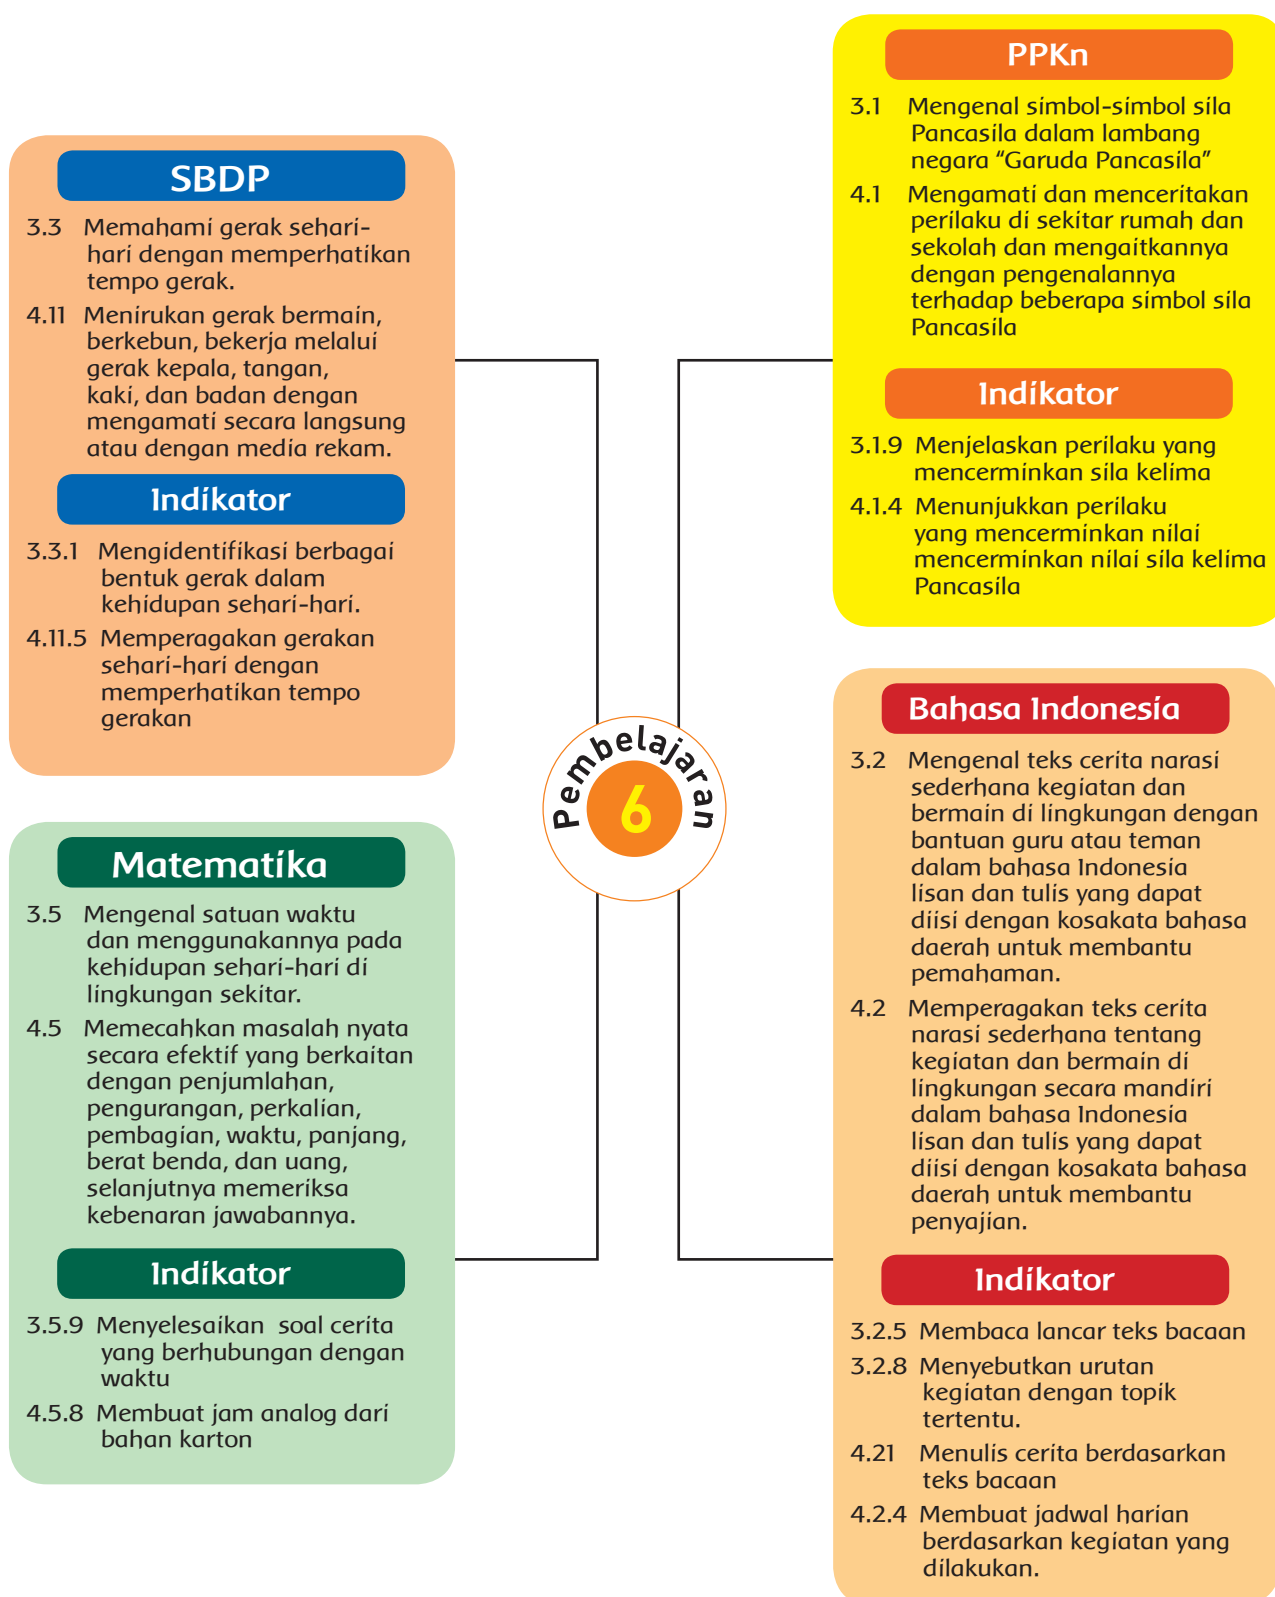 SBDP
3.3 Memahami gerak sehari-
hari dengan memperhatikan
tempo gerak.
4.11 Menirukan gerak bermain,
berkebun, bekerja melalui
gerak kepala, tangan,
kaki, dan badan dengan
mengamati secara langsung
atau dengan media rekam.
Indikator
3.3.1 Mengidentifikasi berbagai
bentuk gerak dalam
kehidupan sehari-hari.
4.11.5 Memperagakan gerakan
sehari-hari dengan
memperhatikan tempo
gerakan
Matematika
3.5 Mengenal satuan waktu
dan menggunakannya pada
kehidupan sehari-hari di
lingkungan sekitar.
4.5 Memecahkan masalah nyata
secara efektif yang berkaitan
dengan penjumlahan,
pengurangan, perkalian,
pembagian, waktu, panjang,
berat benda, dan uang,
selanjutnya memeriksa
kebenaran jawabannya.
Indikator
3.5.9 Menyelesaikan soal cerita
yang berhubungan dengan
waktu
4.5.8 Membuat jam analog dari
bahan karton
Pembelajaran
6
PPKn
3.1 Mengenal simbol-simbol sila
Pancasila dalam lambang
negara “Garuda Pancasila”
4.1 Mengamati dan menceritakan
perilaku di sekitar rumah dan
sekolah dan mengaitkannya
dengan pengenalannya
terhadap beberapa simbol sila
Pancasila
Indikator
3.1.9 Menjelaskan perilaku yang
mencerminkan sila kelima
4.1.4 Menunjukkan perilaku
yang mencerminkan nilai
mencerminkan nilai sila kelima
Pancasila
Bahasa Indonesia
3.2 Mengenal teks cerita narasi
sederhana kegiatan dan
bermain di lingkungan dengan
bantuan guru atau teman
dalam bahasa Indonesia
lisan dan tulis yang dapat
diisi dengan kosakata bahasa
daerah untuk membantu
pemahaman.
4.2 Memperagakan teks cerita
narasi sederhana tentang
kegiatan dan bermain di
lingkungan secara mandiri
dalam bahasa Indonesia
lisan dan tulis yang dapat
diisi dengan kosakata bahasa
daerah untuk membantu
penyajian.
Indikator
3.2.5 Membaca lancar teks bacaan
3.2.8 Menyebutkan urutan
kegiatan dengan topik
tertentu.
4.21 Menulis cerita berdasarkan
teks bacaan
4.2.4 Membuat jadwal harian
berdasarkan kegiatan yang
dilakukan.